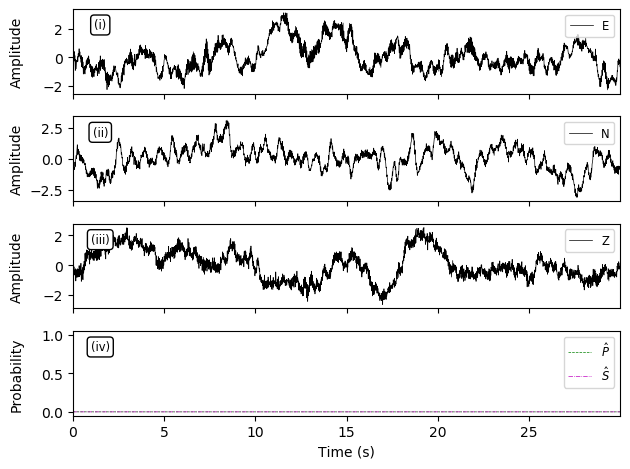 (i)
E
Amplitude
2
0
−2
(ii)
N
Amplitude
2.5
0.0
−2.5
(iii)
Z
Amplitude
2
0
−2
(iv)
P̂
Ŝ
Probability
1.0
0.5
0.0
0 5 10 15 20 25
Time (s)